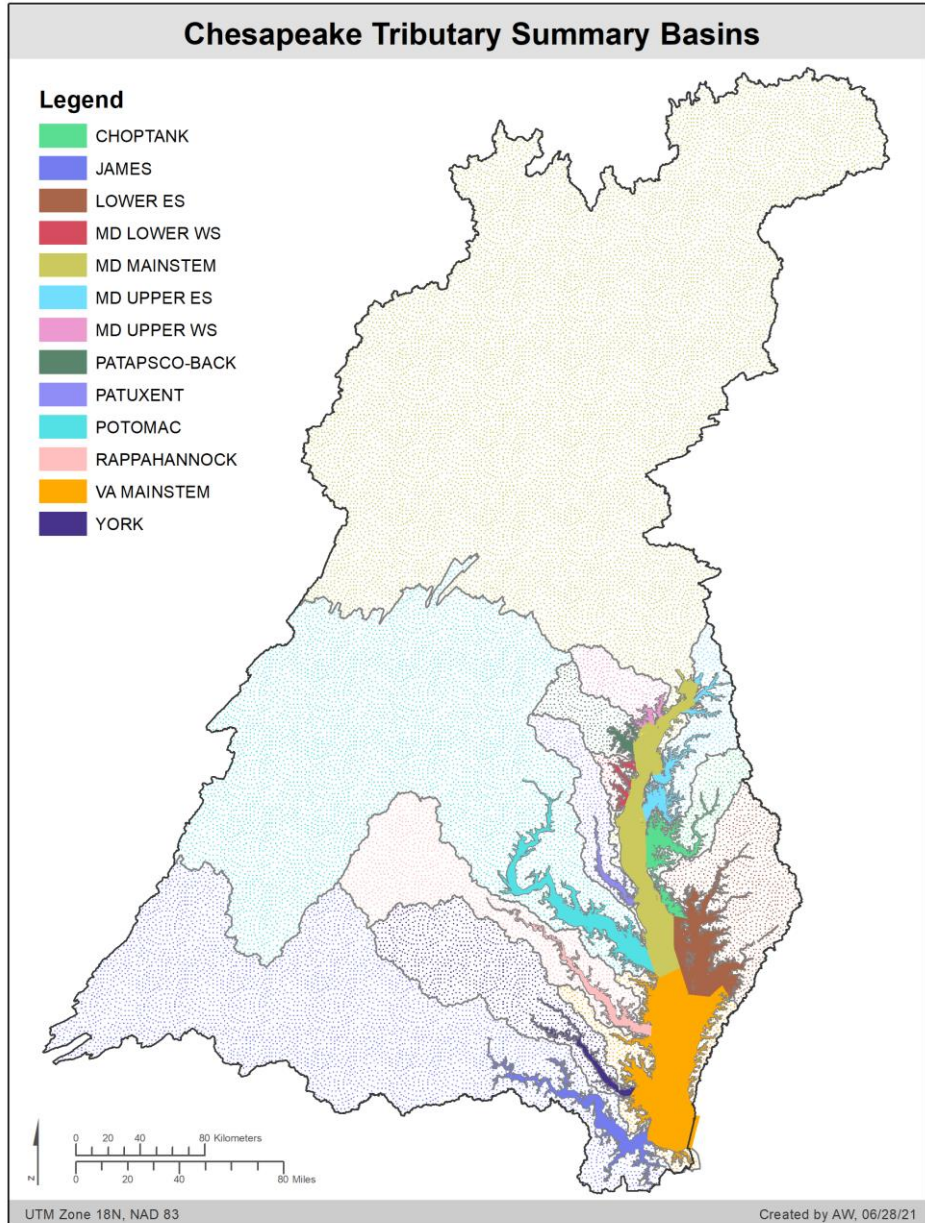 Chesapeake Tributary Summary Basins
Legend
CHOPTANK
JAMES
LOWER ES
MD LOWER WS
MD MAINSTEM
MD UPPER ES
MD UPPER WS
PATAPSCO-BACK
PATUXENT
POTOMAC
RAPPAHANNOCK
VA MAINSTEM
YORK
0 20 40 80 Kilometers
0 20 40 80 Miles
N
UTM Zone 18N, NAD 83 Created by AW, 06/28/21